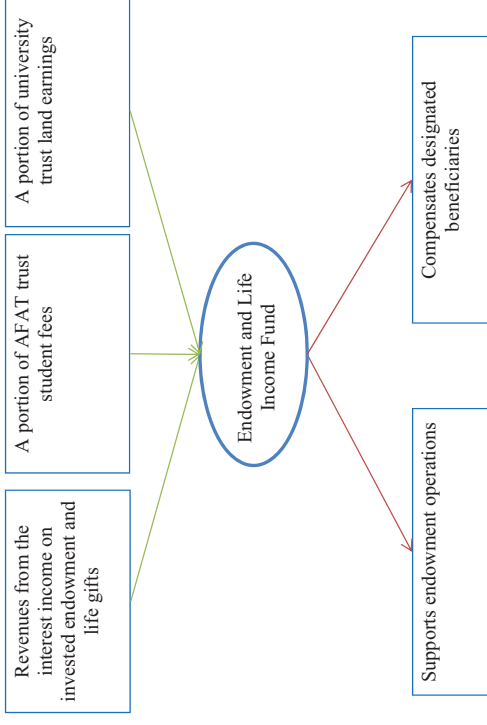 Revenues from the
interest income on
invested endowment and
life gifts
A portion of AFAT trust
student fees
A portion of university
trust land earnings
Endowment and Life
Income Fund
Supports endowment operations
Compensates designated
beneficiaries